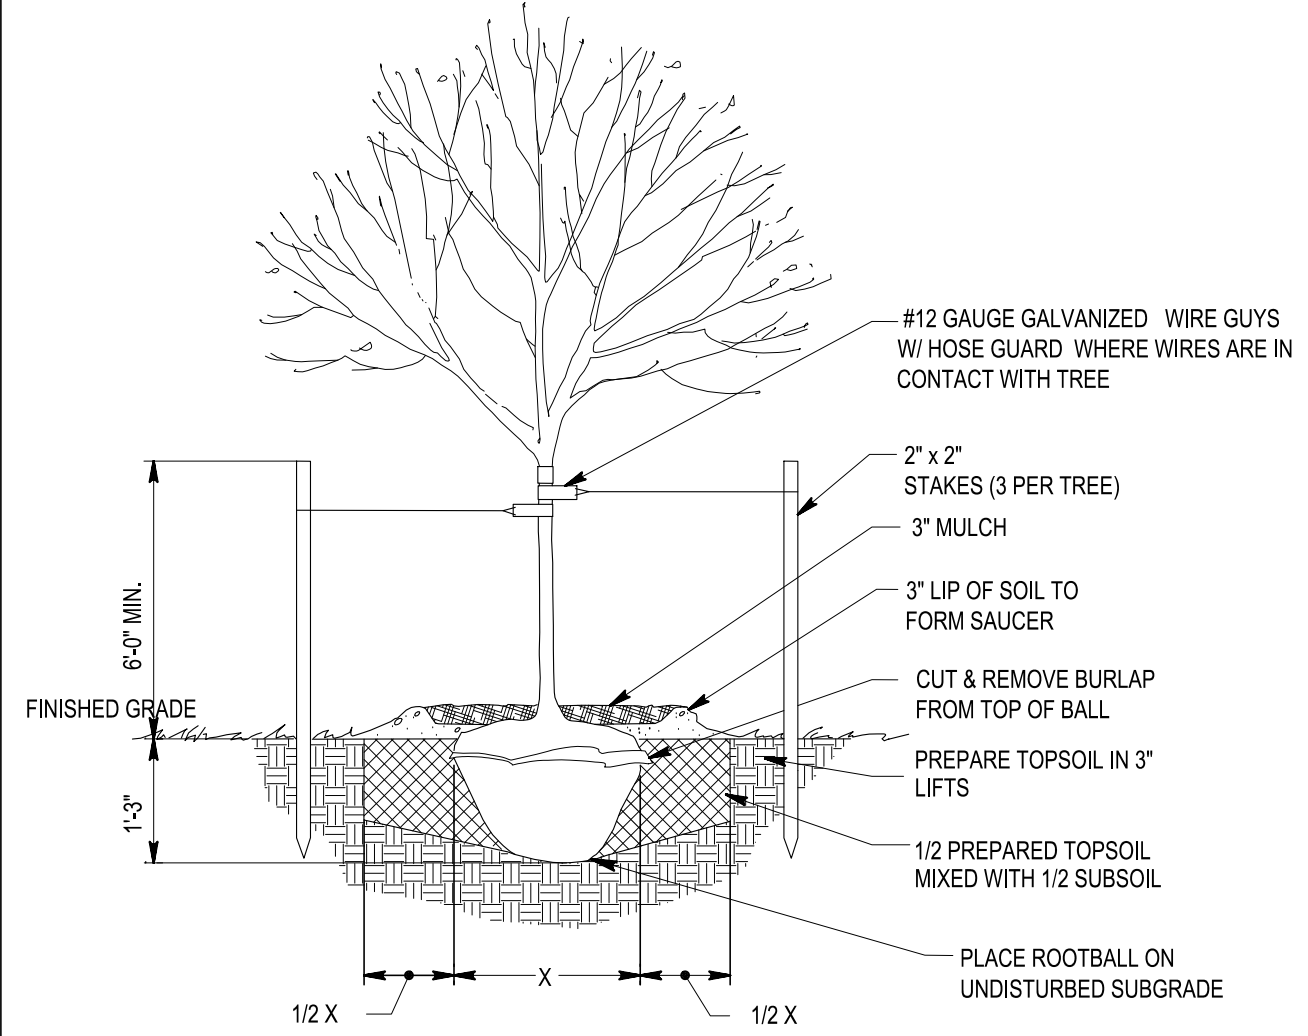 #12 GAUGE GALVANIZED WIRE GUYS
W/ HOSE GUARD WHERE WIRES ARE IN
CONTACT WITH TREE
2" x 2"
STAKES (3 PER TREE)
3" MULCH
3" LIP OF SOIL TO
FORM SAUCER
6'-0" MIN.
FINISHED GRADE
CUT & REMOVE BURLAP
FROM TOP OF BALL
PREPARE TOPSOIL IN 3"
LIFTS
1'-3"
1/2 PREPARED TOPSOIL
MIXED WITH 1/2 SUBSOIL
PLACE ROOTBALL ON
UNDISTURBED SUBGRADE
X
1/2 X
1/2 X